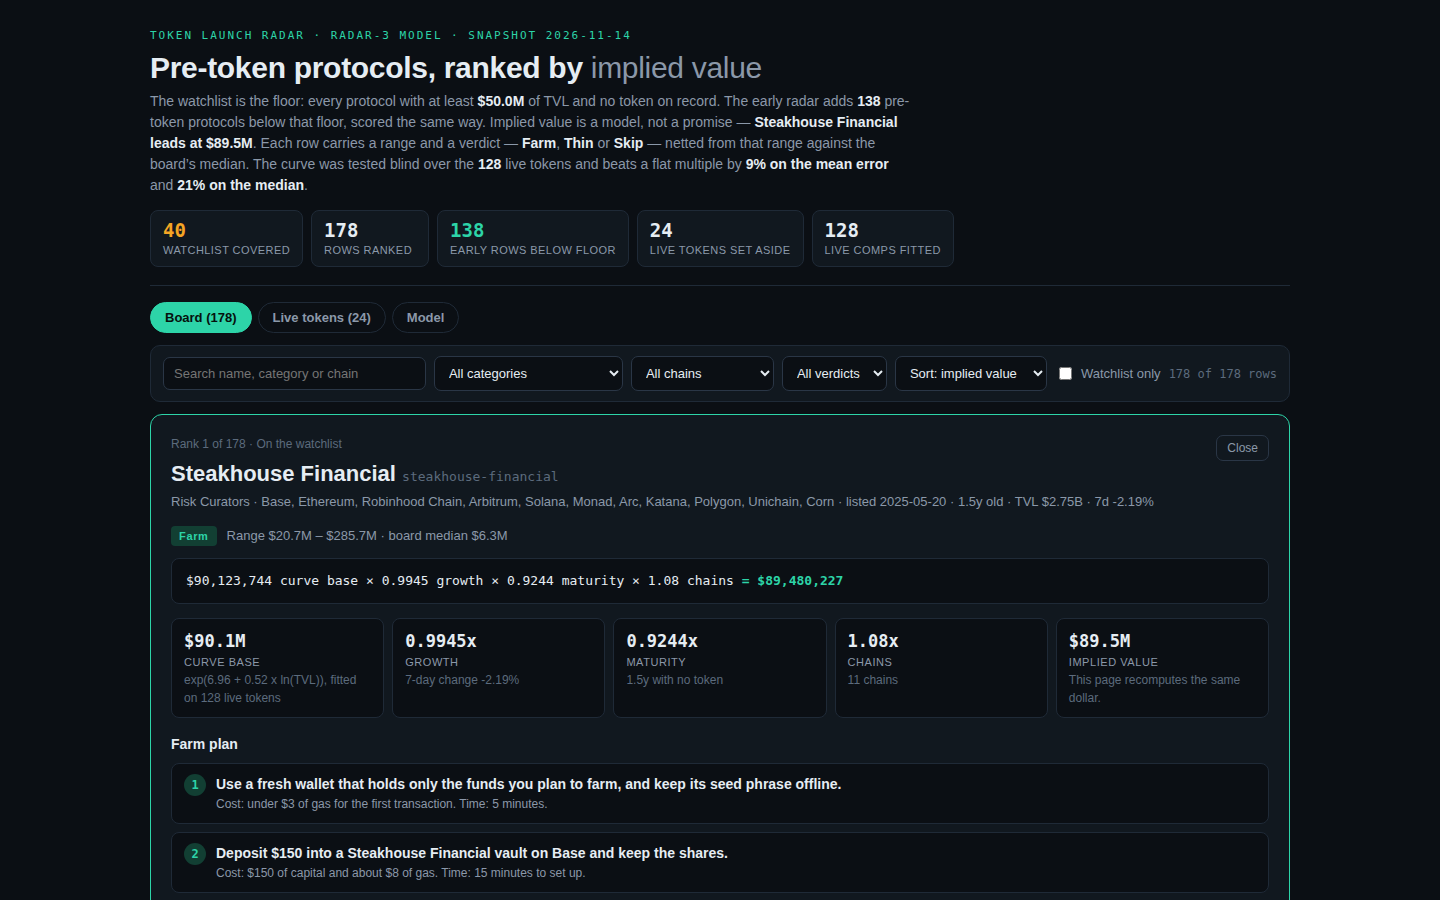 TOKEN LAUNCH RADAR · RADAR-3 MODEL · SNAPSHOT 2026-11-14
Pre-token protocols, ranked by implied value
The watchlist is the floor: every protocol with at least $50.0M of TVL and no token on record. The early radar adds 138 pre-
token protocols below that floor, scored the same way. Implied value is a model, not a promise — Steakhouse Financial
leads at $89.5M. Each row carries a range and a verdict — Farm, Thin or Skip — netted from that range against the
board's median. The curve was tested blind over the 128 live tokens and beats a flat multiple by 9% on the mean error
and 21% on the median.
40
WATCHLIST COVERED
178
ROWS RANKED
138
EARLY ROWS BELOW FLOOR
24
LIVE TOKENS SET ASIDE
128
LIVE COMPS FITTED
Board (178)
Live tokens (24)
Model
Search name, category or chain
All categories
All chains
All verdicts
Sort: implied value
Watchlist only
178 of 178 rows
Rank 1 of 178 · On the watchlist
Close
Steakhouse Financial steakhouse-financial
Risk Curators · Base, Ethereum, Robinhood Chain, Arbitrum, Solana, Monad, Arc, Katana, Polygon, Unichain, Corn · listed 2025-05-20 · 1.5y old · TVL $2.75B · 7d -2.19%
Farm
Range $20.7M – $285.7M · board median $6.3M
$90,123,744 curve base × 0.9945 growth × 0.9244 maturity × 1.08 chains = $89,480,227
$90.1M
CURVE BASE
exp(6.96 + 0.52 x ln(TVL)), fitted
on 128 live tokens
0.9945x
GROWTH
7-day change -2.19%
0.9244x
MATURITY
1.5y with no token
1.08x
CHAINS
11 chains
$89.5M
IMPLIED VALUE
This page recomputes the same
dollar.
Farm plan
1
Use a fresh wallet that holds only the funds you plan to farm, and keep its seed phrase offline.
Cost: under $3 of gas for the first transaction. Time: 5 minutes.
2
Deposit $150 into a Steakhouse Financial vault on Base and keep the shares.
Cost: $150 of capital and about $8 of gas. Time: 15 minutes to set up.